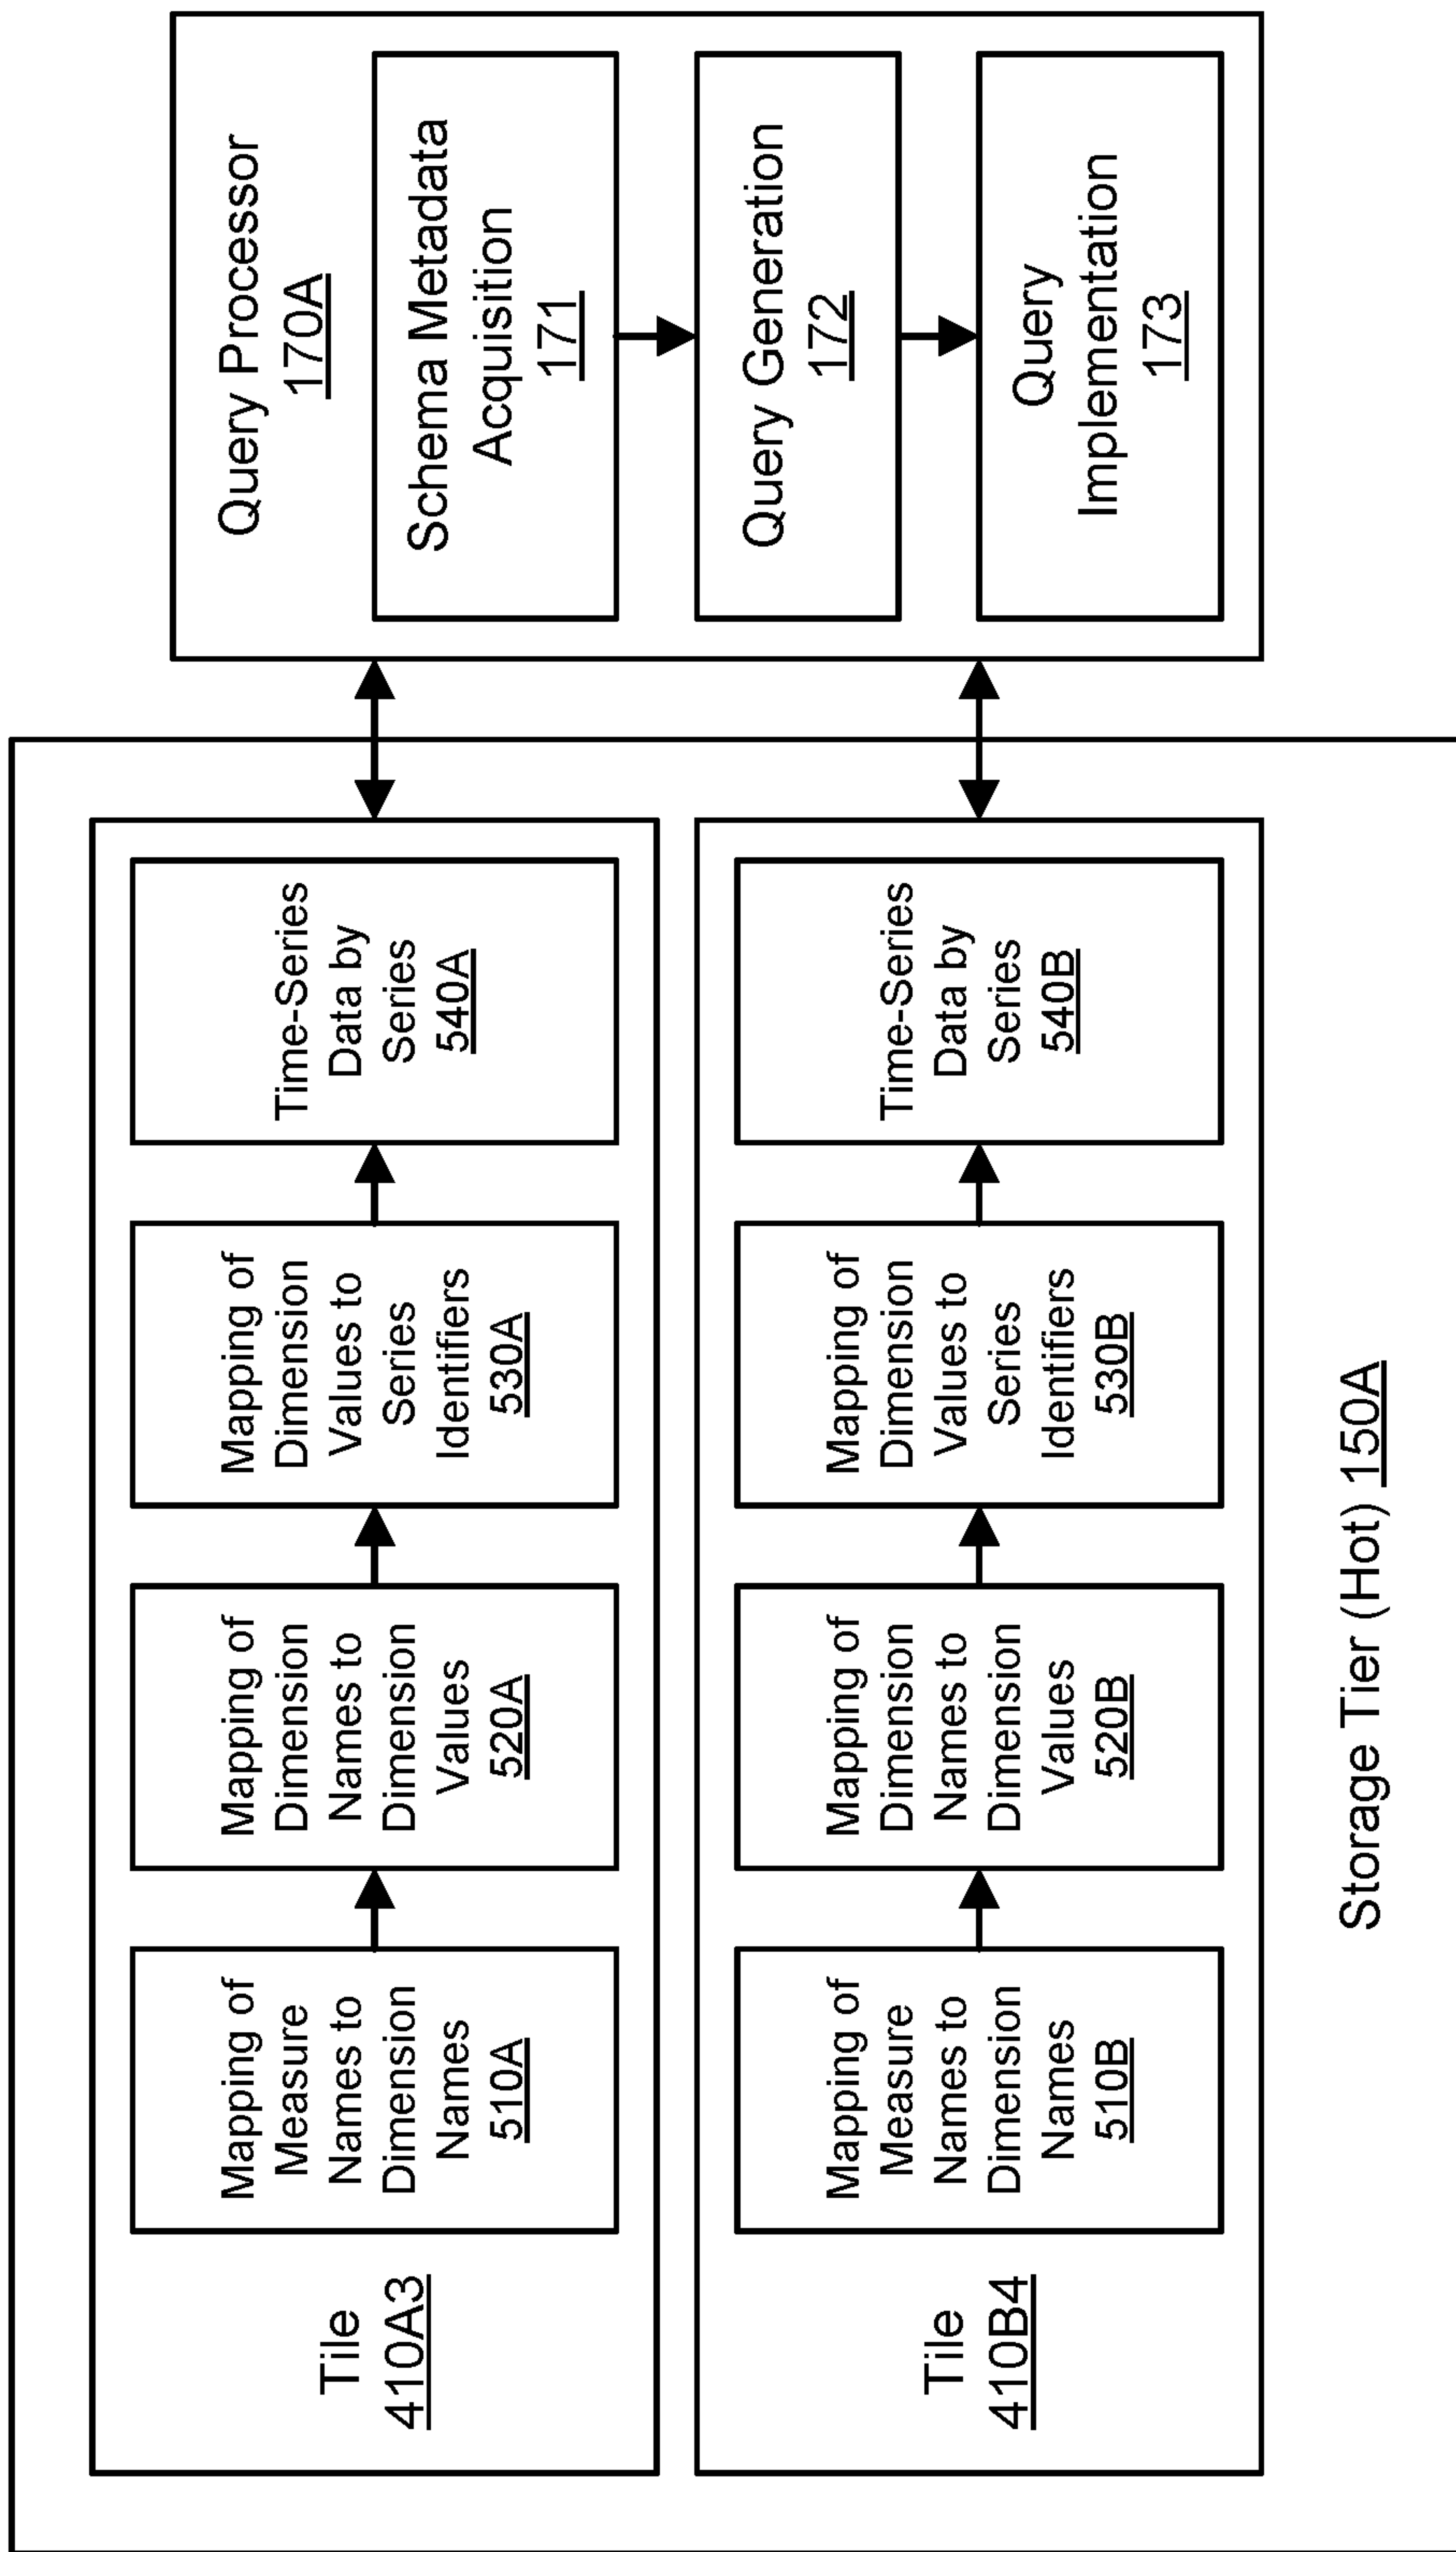 Tile
410A3
Mapping of
Measure
Names to
Dimension
Names
510A
Mapping of
Dimension
Names to
Dimension
Values
520A
Mapping of
Dimension
Values to
Series
Identifiers
530A
Time-Series
Data by
Series
540A
Tile
410B4
Mapping of
Measure
Names to
Dimension
Names
510B
Mapping of
Dimension
Names to
Dimension
Values
520B
Mapping of
Dimension
Values to
Series
Identifiers
530B
Time-Series
Data by
Series
540B
Storage Tier (Hot) 150A
Query Processor
170A
Schema Metadata
Acquisition
171
Query Generation
172
Query
Implementation
173